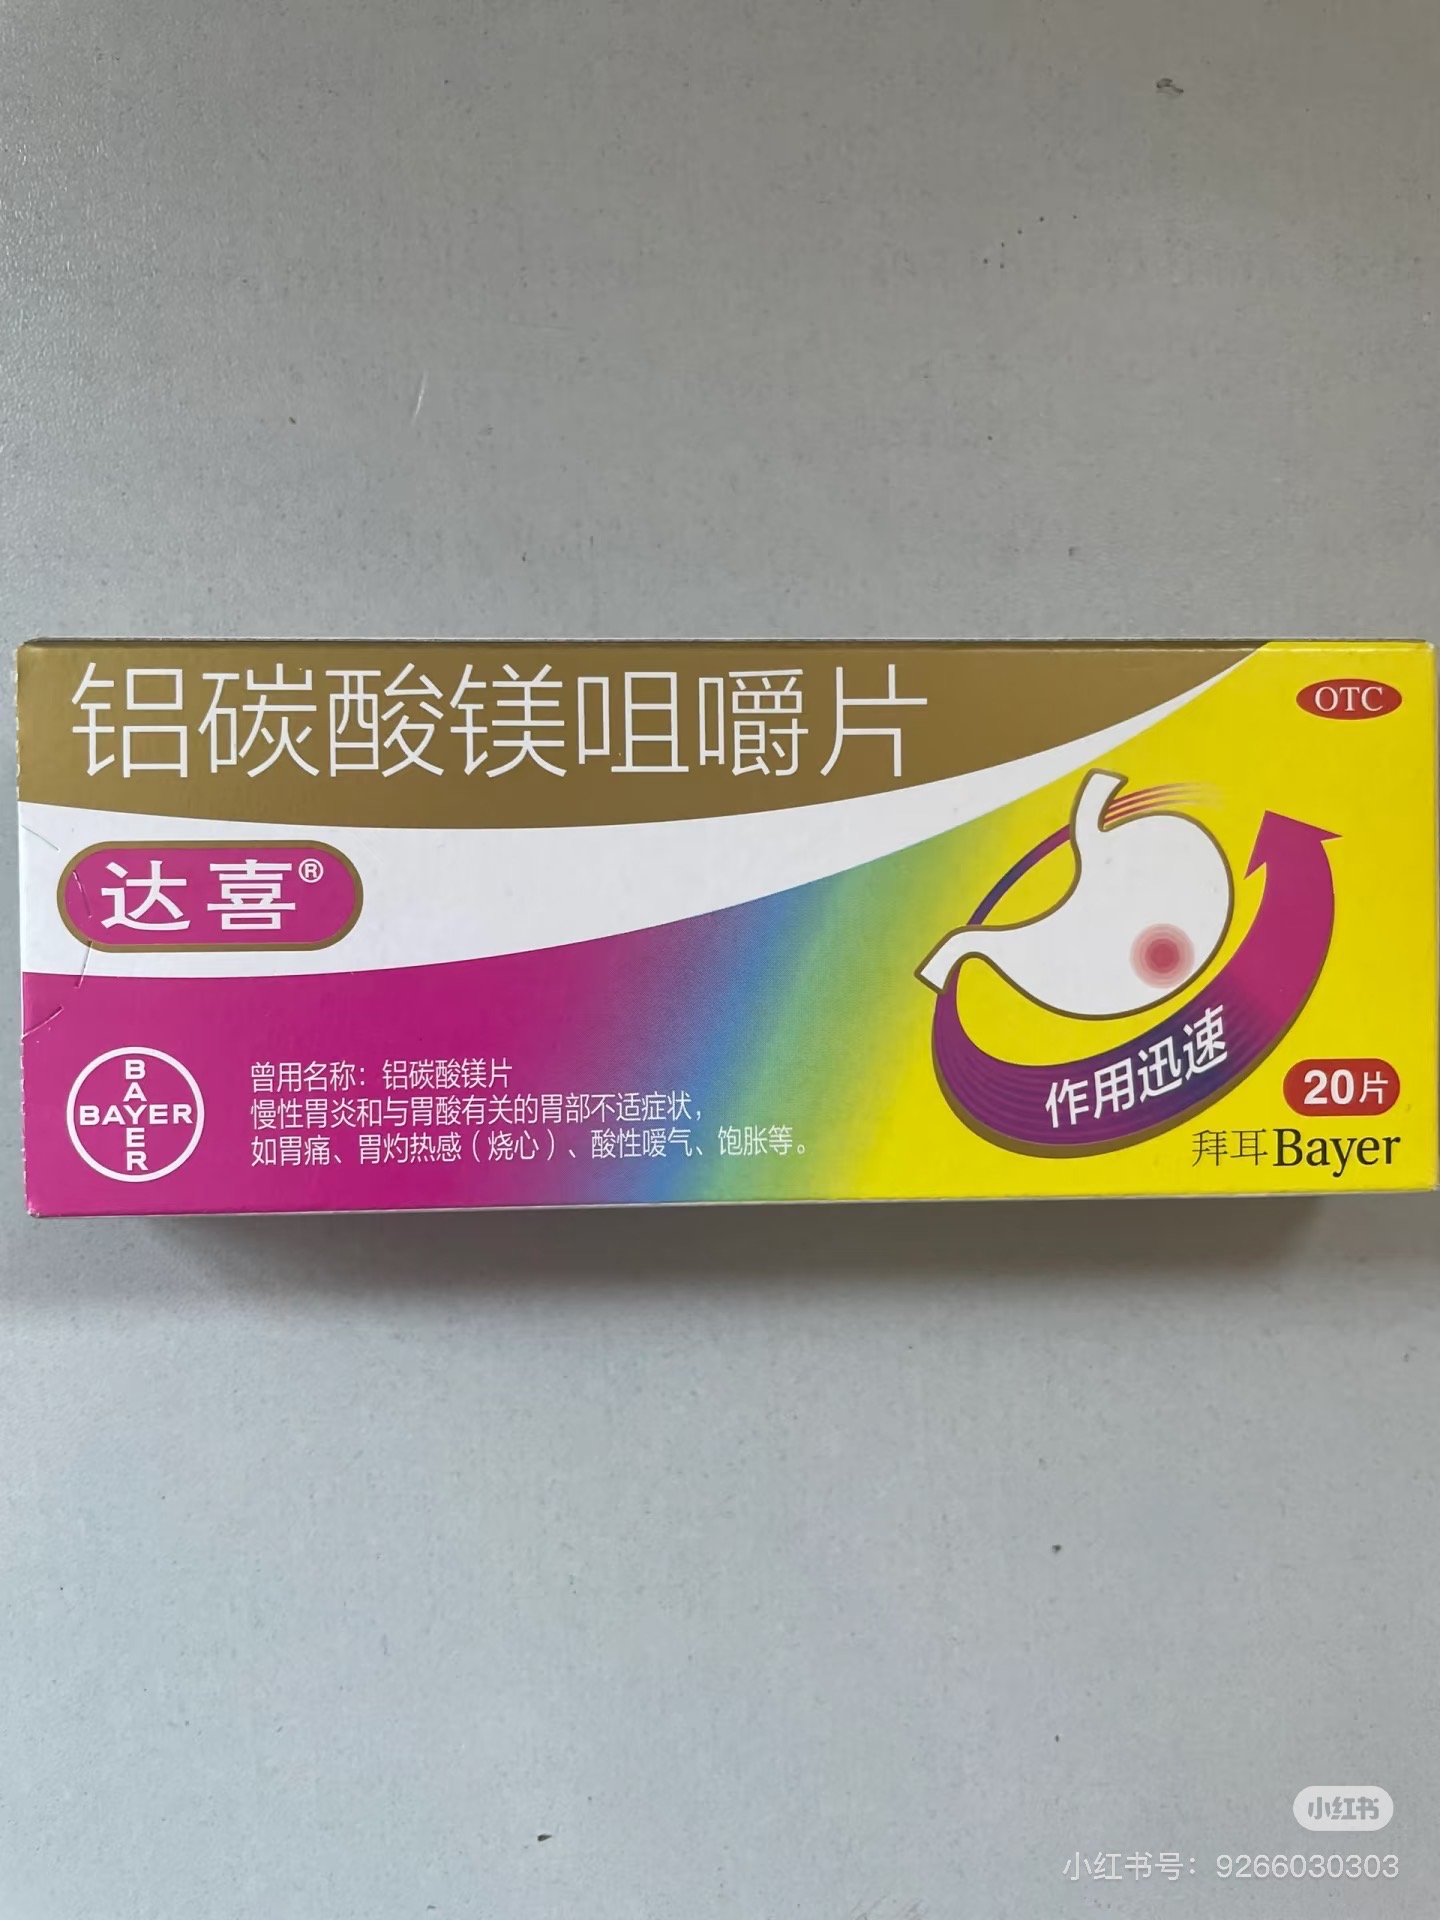 铝碳酸镁咀嚼片
OTC
达喜®
作用迅速
BAYER
BAYER
曾用名称：铝碳酸镁片
慢性胃炎和与胃酸有关的胃部不适症状，
如胃痛、胃灼热感（烧心）、酸性嗳气、饱胀等。
20片
拜耳Bayer
小红书
小红书号：9266030303